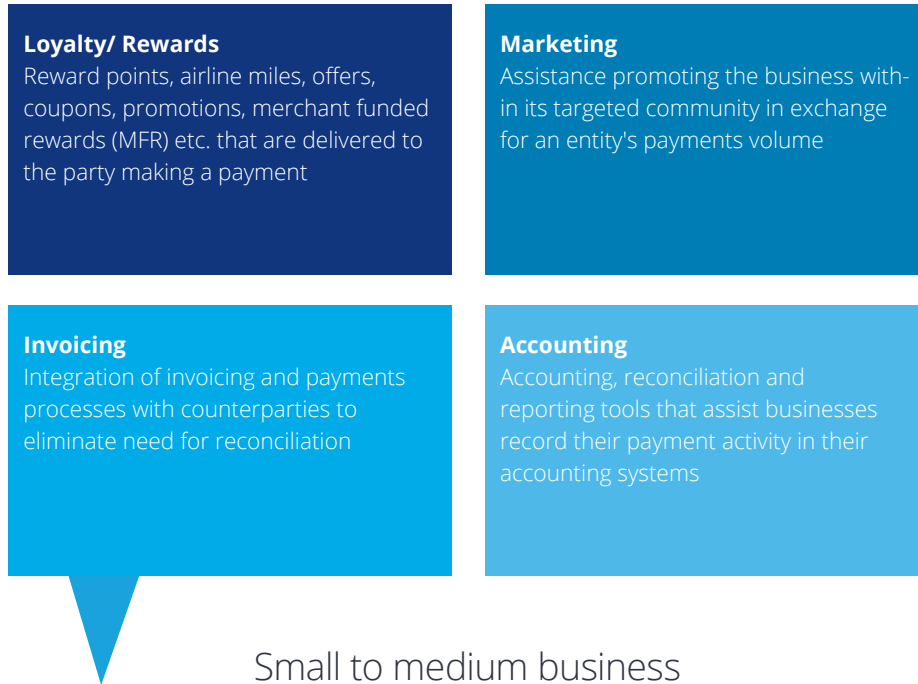 Loyalty/ Rewards
Reward points, airline miles, offers,
coupons, promotions, merchant funded
rewards (MFR) etc. that are delivered to
the party making a payment
Marketing
Assistance promoting the business with-
in its targeted community in exchange
for an entity's payments volume
Invoicing
Integration of invoicing and payments
processes with counterparties to
eliminate need for reconciliation
Accounting
Accounting, reconciliation and
reporting tools that assist businesses
record their payment activity in their
accounting systems
Small to medium business